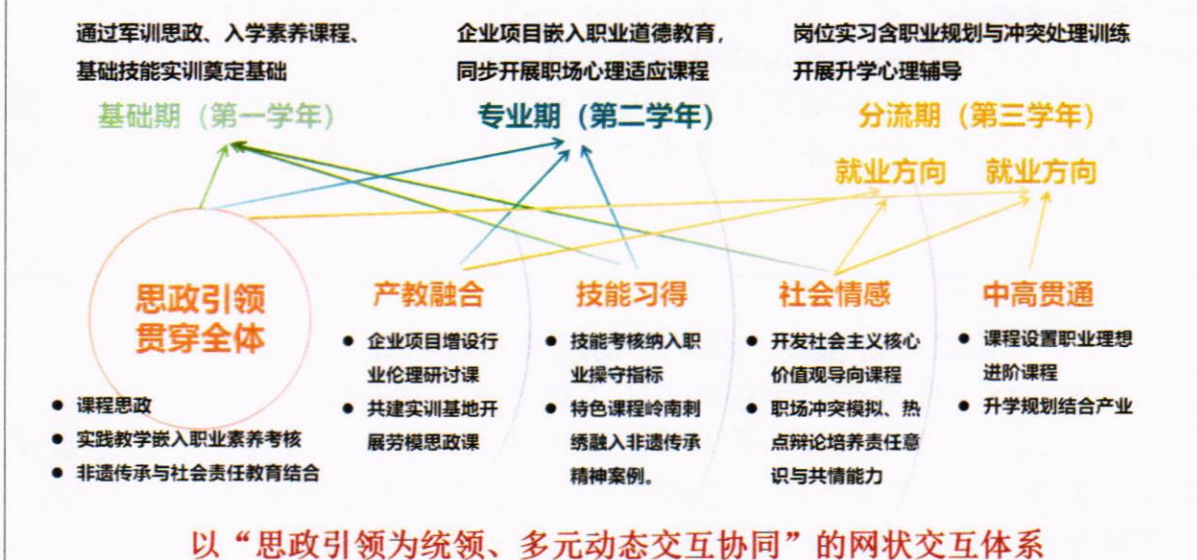 通过军训思政、入学素养课程、
基础技能实训奠定基础
企业项目嵌入职业道德教育，
同步开展职场心理适应课程
岗位实习含职业规划与冲突处理训练
开展升学心理辅导
基础期（第一学年）
专业期（第二学年）
分流期（第三学年）
就业方向
就业方向
思政引领
贯穿全体
● 课程思政
● 实践教学嵌入职业素养考核
● 非遗传承与社会责任教育结合
产教融合
● 企业项目增设行
业伦理研讨课
● 共建实训基地开
展劳模思政课
技能习得
● 技能考核纳入职
业操守指标
● 特色课程岭南刺
绣融入非遗传承
精神案例。
社会情感
● 开发社会主义核心
价值观导向课程
● 职场冲突模拟、热
点辩论培养责任意
识与共情能力
中高贯通
● 课程设置职业理想
进阶课程
● 升学规划结合产业
以“思政引领为统领、多元动态交互协同”的网状交互体系